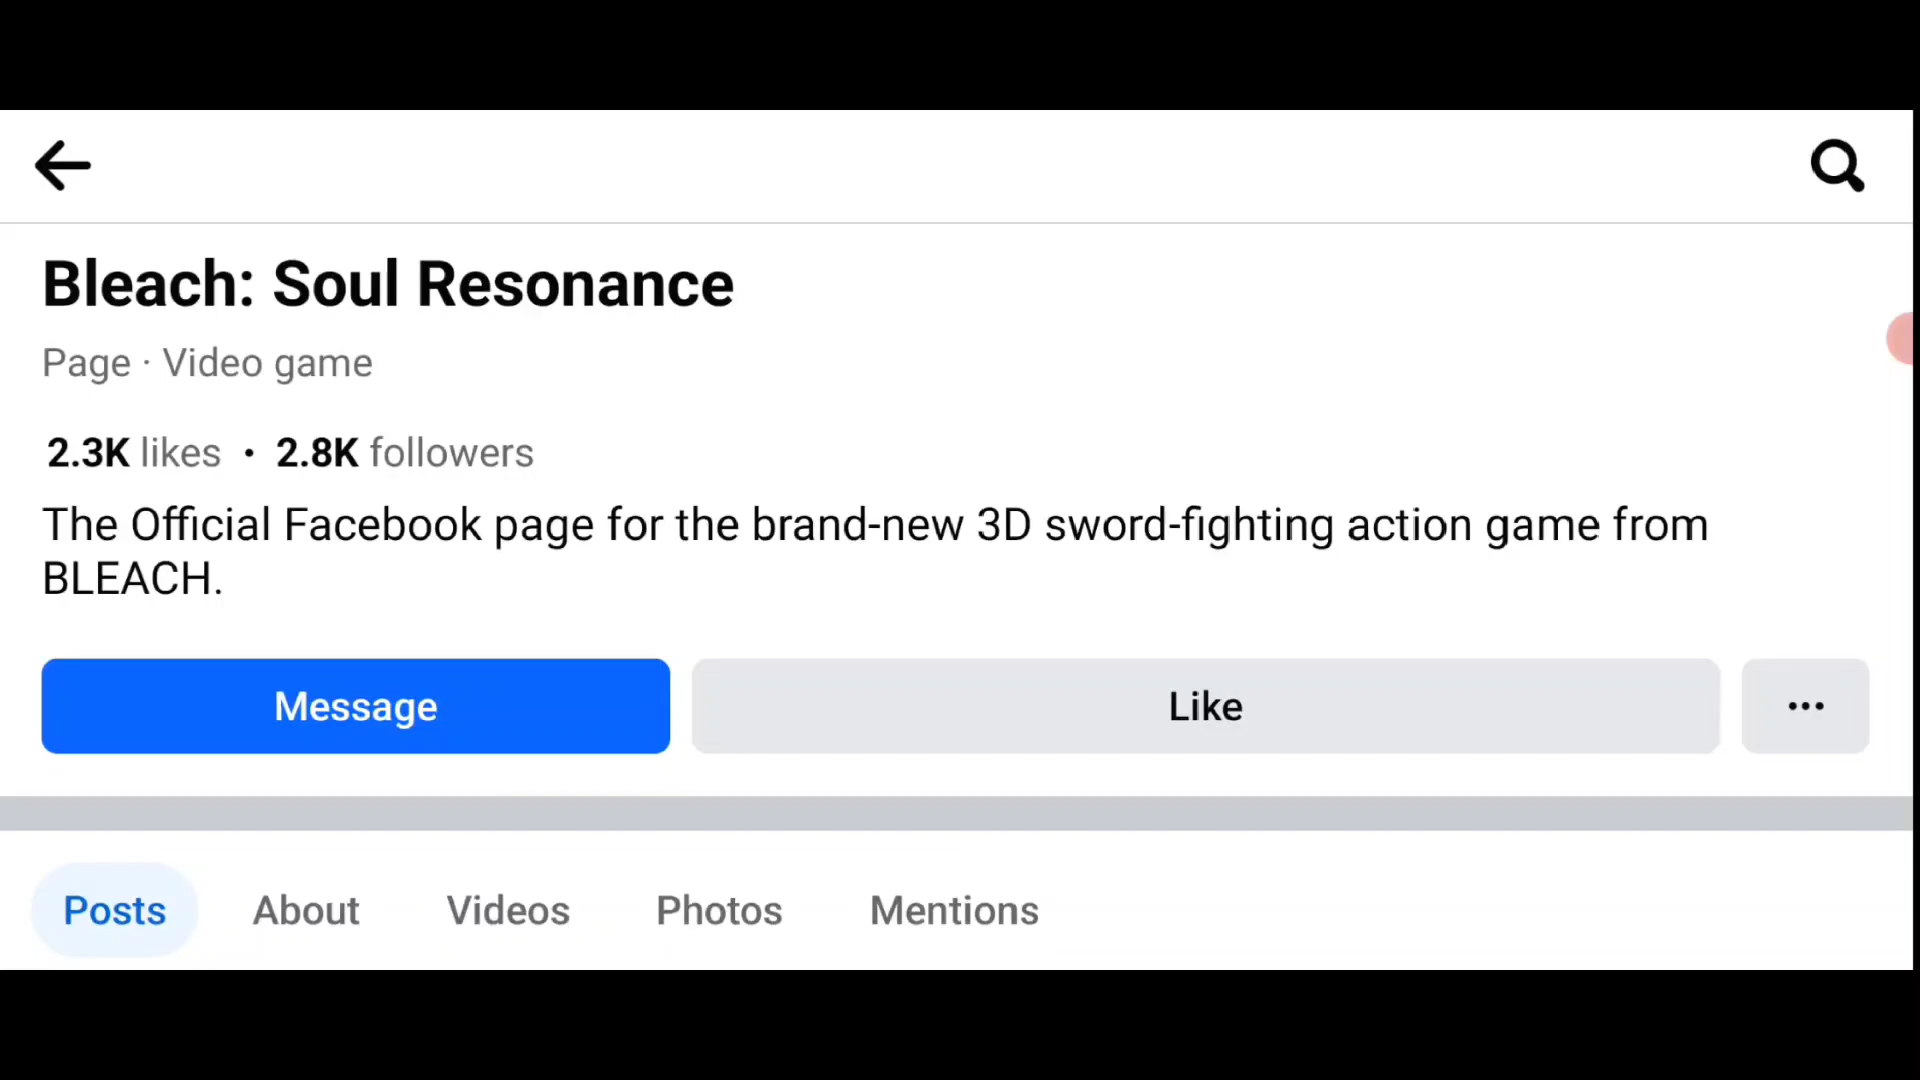 Bleach: Soul Resonance
Page · Video game
2.3K likes • 2.8K followers
The Official Facebook page for the brand-new 3D sword-fighting action game from
BLEACH.
Message Like ...
Posts About Videos Photos Mentions